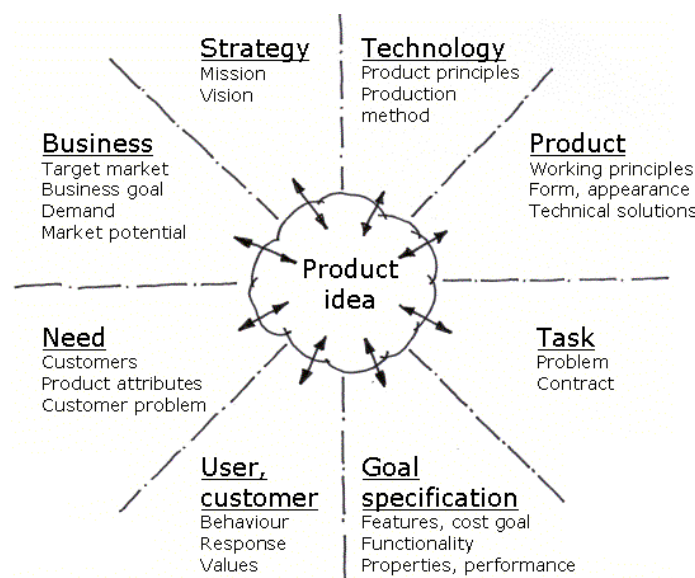 Strategy
Mission
Vision
Technology
Product principles
Production
method
Business
Target market
Business goal
Demand
Market potential
Product
Working principles
Form, appearance
Technical solutions
Product
idea
Need
Customers
Product attributes
Customer problem
Task
Problem
Contract
User,
customer
Behaviour
Response
Values
Goal
specification
Features, cost goal
Functionality
Properties, performance